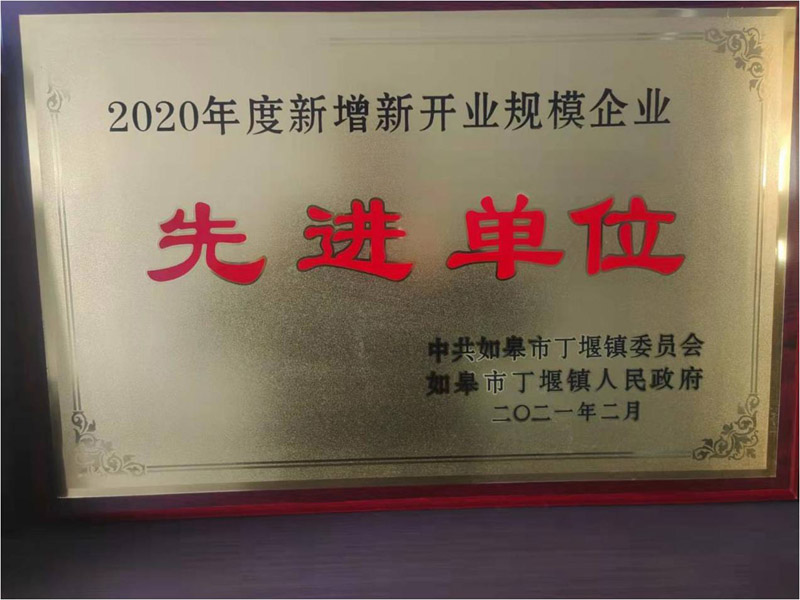 2020年度新增新开业规模企业
先进单位
中共如皋市丁堰镇委员会
如皋市丁堰镇人民政府
二〇二一年二月